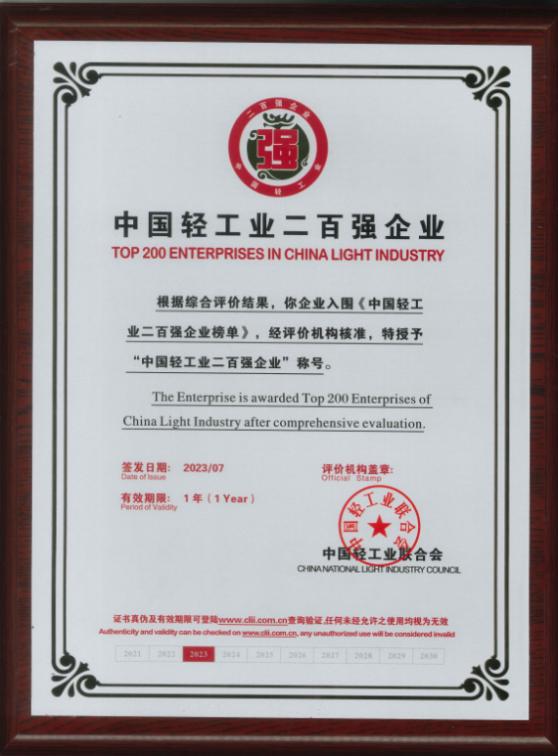 二百强企业
强
中国轻工业
中国轻工业二百强企业
TOP 200 ENTERPRISES IN CHINA LIGHT INDUSTRY
根据综合评价结果，你企业入围《中国轻工
业二百强企业榜单》，经评价机构核准，特授予
“中国轻工业二百强企业”称号。
The Enterprise is awarded Top 200 Enterprises of
China Light Industry after comprehensive evaluation.
签发日期: 2023/07
Date of Issue
评价机构盖章:
Official Stamp
有效期限: 1 年 ( 1 Year )
Period of Validity
中国轻工业联合会
中国轻工业联合会
CHINA NATIONAL LIGHT INDUSTRY COUNCIL
证书真伪及有效期限可登陆www.clii.com.cn查询验证,任何未经允许之使用均视为无效
Authenticity and validity can be checked on www.clii.com.cn, any unauthorized use will be considered invalid
2021 2022 2023 2024 2025 2026 2027 2028 2029 2030